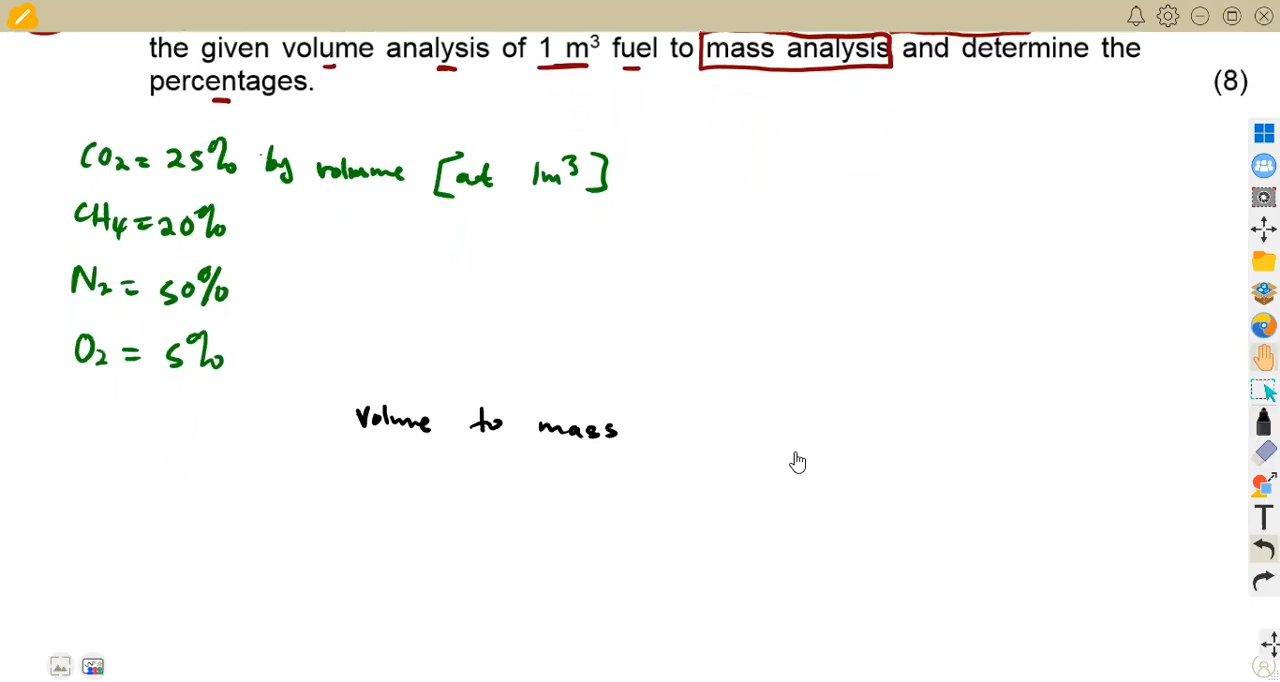 the given volume analysis of 1 m³ fuel to mass analysis and determine the
percentages.
(8)
CO₂ = 25% by volume [at 1m³]
CH₄ = 20%
N₂ = 50%
O₂ = 5%
Volume to mass
T